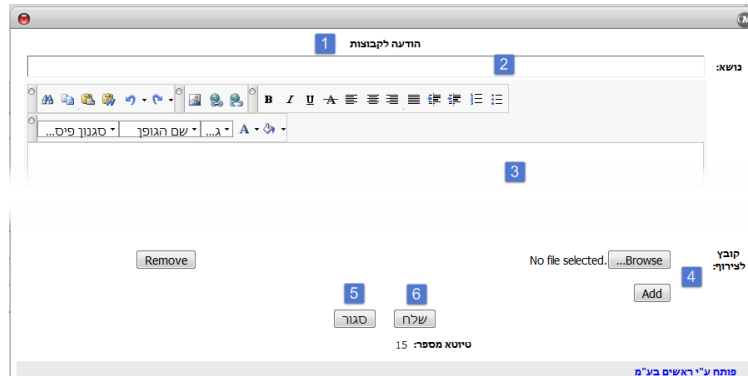 הודעה לקבוצות 1
נושא: 2
B I U A
סגנון פיס... שם הגופן ג... A
3
קובץ לצירוף: Browse... No file selected. Remove
4
Add
6 5
שלח סגור
טיוטא מספר: 15
פותח ע"י ראשים בע"מ